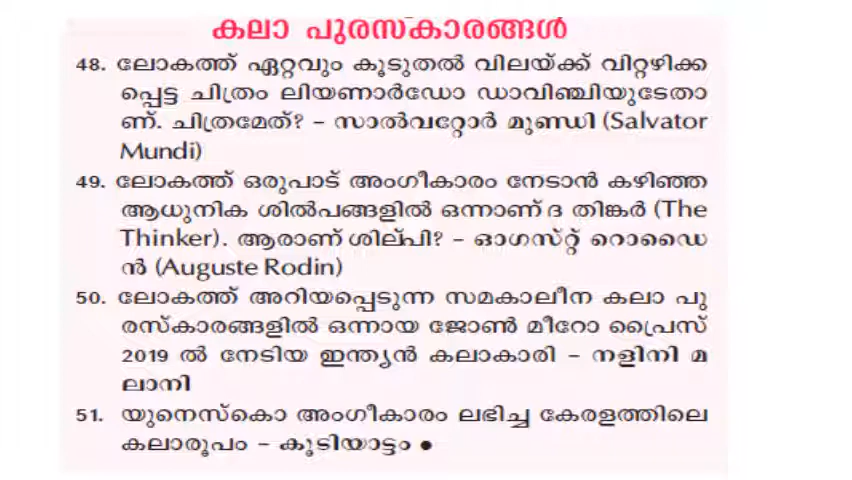 കലാ പുരസ്കാരങ്ങൾ
48. ലോകത്ത് ഏറ്റവും കൂടുതൽ വിലയ്ക്ക് വിറ്റഴിക്ക
പ്പെട്ട ചിത്രം ലിയണാർഡോ ഡാവിഞ്ചിയുടേതാ
ണ്. ചിത്രമേത്? – സാൽവറ്റോർ മുണ്ഡി (Salvator
Mundi)
49. ലോകത്ത് ഒരുപാട് അംഗീകാരം നേടാൻ കഴിഞ്ഞ
ആധുനിക ശിൽപങ്ങളിൽ ഒന്നാണ് ദ തിങ്കർ (The
Thinker). ആരാണ് ശില്പി? – ഓഗസ്റ്റ് റൊഡൈ
ൻ (Auguste Rodin)
50. ലോകത്ത് അറിയപ്പെടുന്ന സമകാലീന കലാ പു
രസ്കാരങ്ങളിൽ ഒന്നായ ജോൺ മീറോ പ്രൈസ്
2019 ൽ നേടിയ ഇന്ത്യൻ കലാകാരി – നളിനി മ
ലാനി
51. യുനെസ്കൊ അംഗീകാരം ലഭിച്ച കേരളത്തിലെ
കലാരൂപം – കൂടിയാട്ടം ●